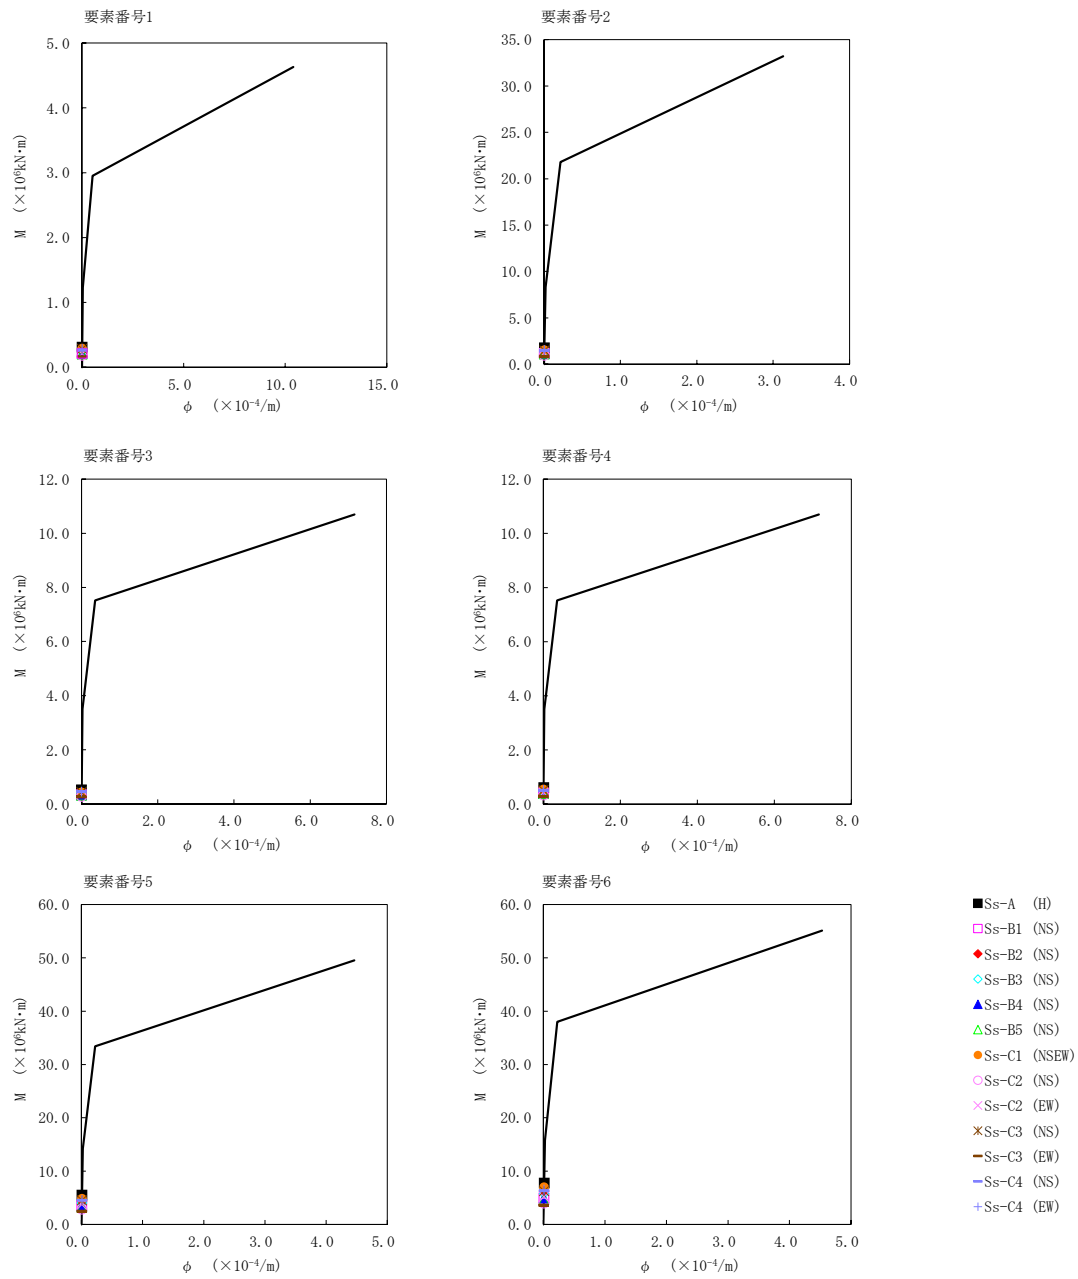 要素番号1
5.0
4.0
3.0
2.0
1.0
0.0
M (×10⁶kN・m)
0.0 5.0 10.0 15.0
φ (×10⁻⁴/m)
要素番号2
35.0
30.0
25.0
20.0
15.0
10.0
5.0
0.0
M (×10⁶kN・m)
0.0 1.0 2.0 3.0 4.0
φ (×10⁻⁴/m)
要素番号3
12.0
10.0
8.0
6.0
4.0
2.0
0.0
M (×10⁶kN・m)
0.0 2.0 4.0 6.0 8.0
φ (×10⁻⁴/m)
要素番号4
12.0
10.0
8.0
6.0
4.0
2.0
0.0
M (×10⁶kN・m)
0.0 2.0 4.0 6.0 8.0
φ (×10⁻⁴/m)
要素番号5
60.0
50.0
40.0
30.0
20.0
10.0
0.0
M (×10⁶kN・m)
0.0 1.0 2.0 3.0 4.0 5.0
φ (×10⁻⁴/m)
要素番号6
60.0
50.0
40.0
30.0
20.0
10.0
0.0
M (×10⁶kN・m)
0.0 1.0 2.0 3.0 4.0 5.0
φ (×10⁻⁴/m)
Ss-A (H)
Ss-B1 (NS)
Ss-B2 (NS)
Ss-B3 (NS)
Ss-B4 (NS)
Ss-B5 (NS)
Ss-C1 (NSEW)
Ss-C2 (NS)
Ss-C2 (EW)
Ss-C3 (NS)
Ss-C3 (EW)
Ss-C4 (NS)
Ss-C4 (EW)